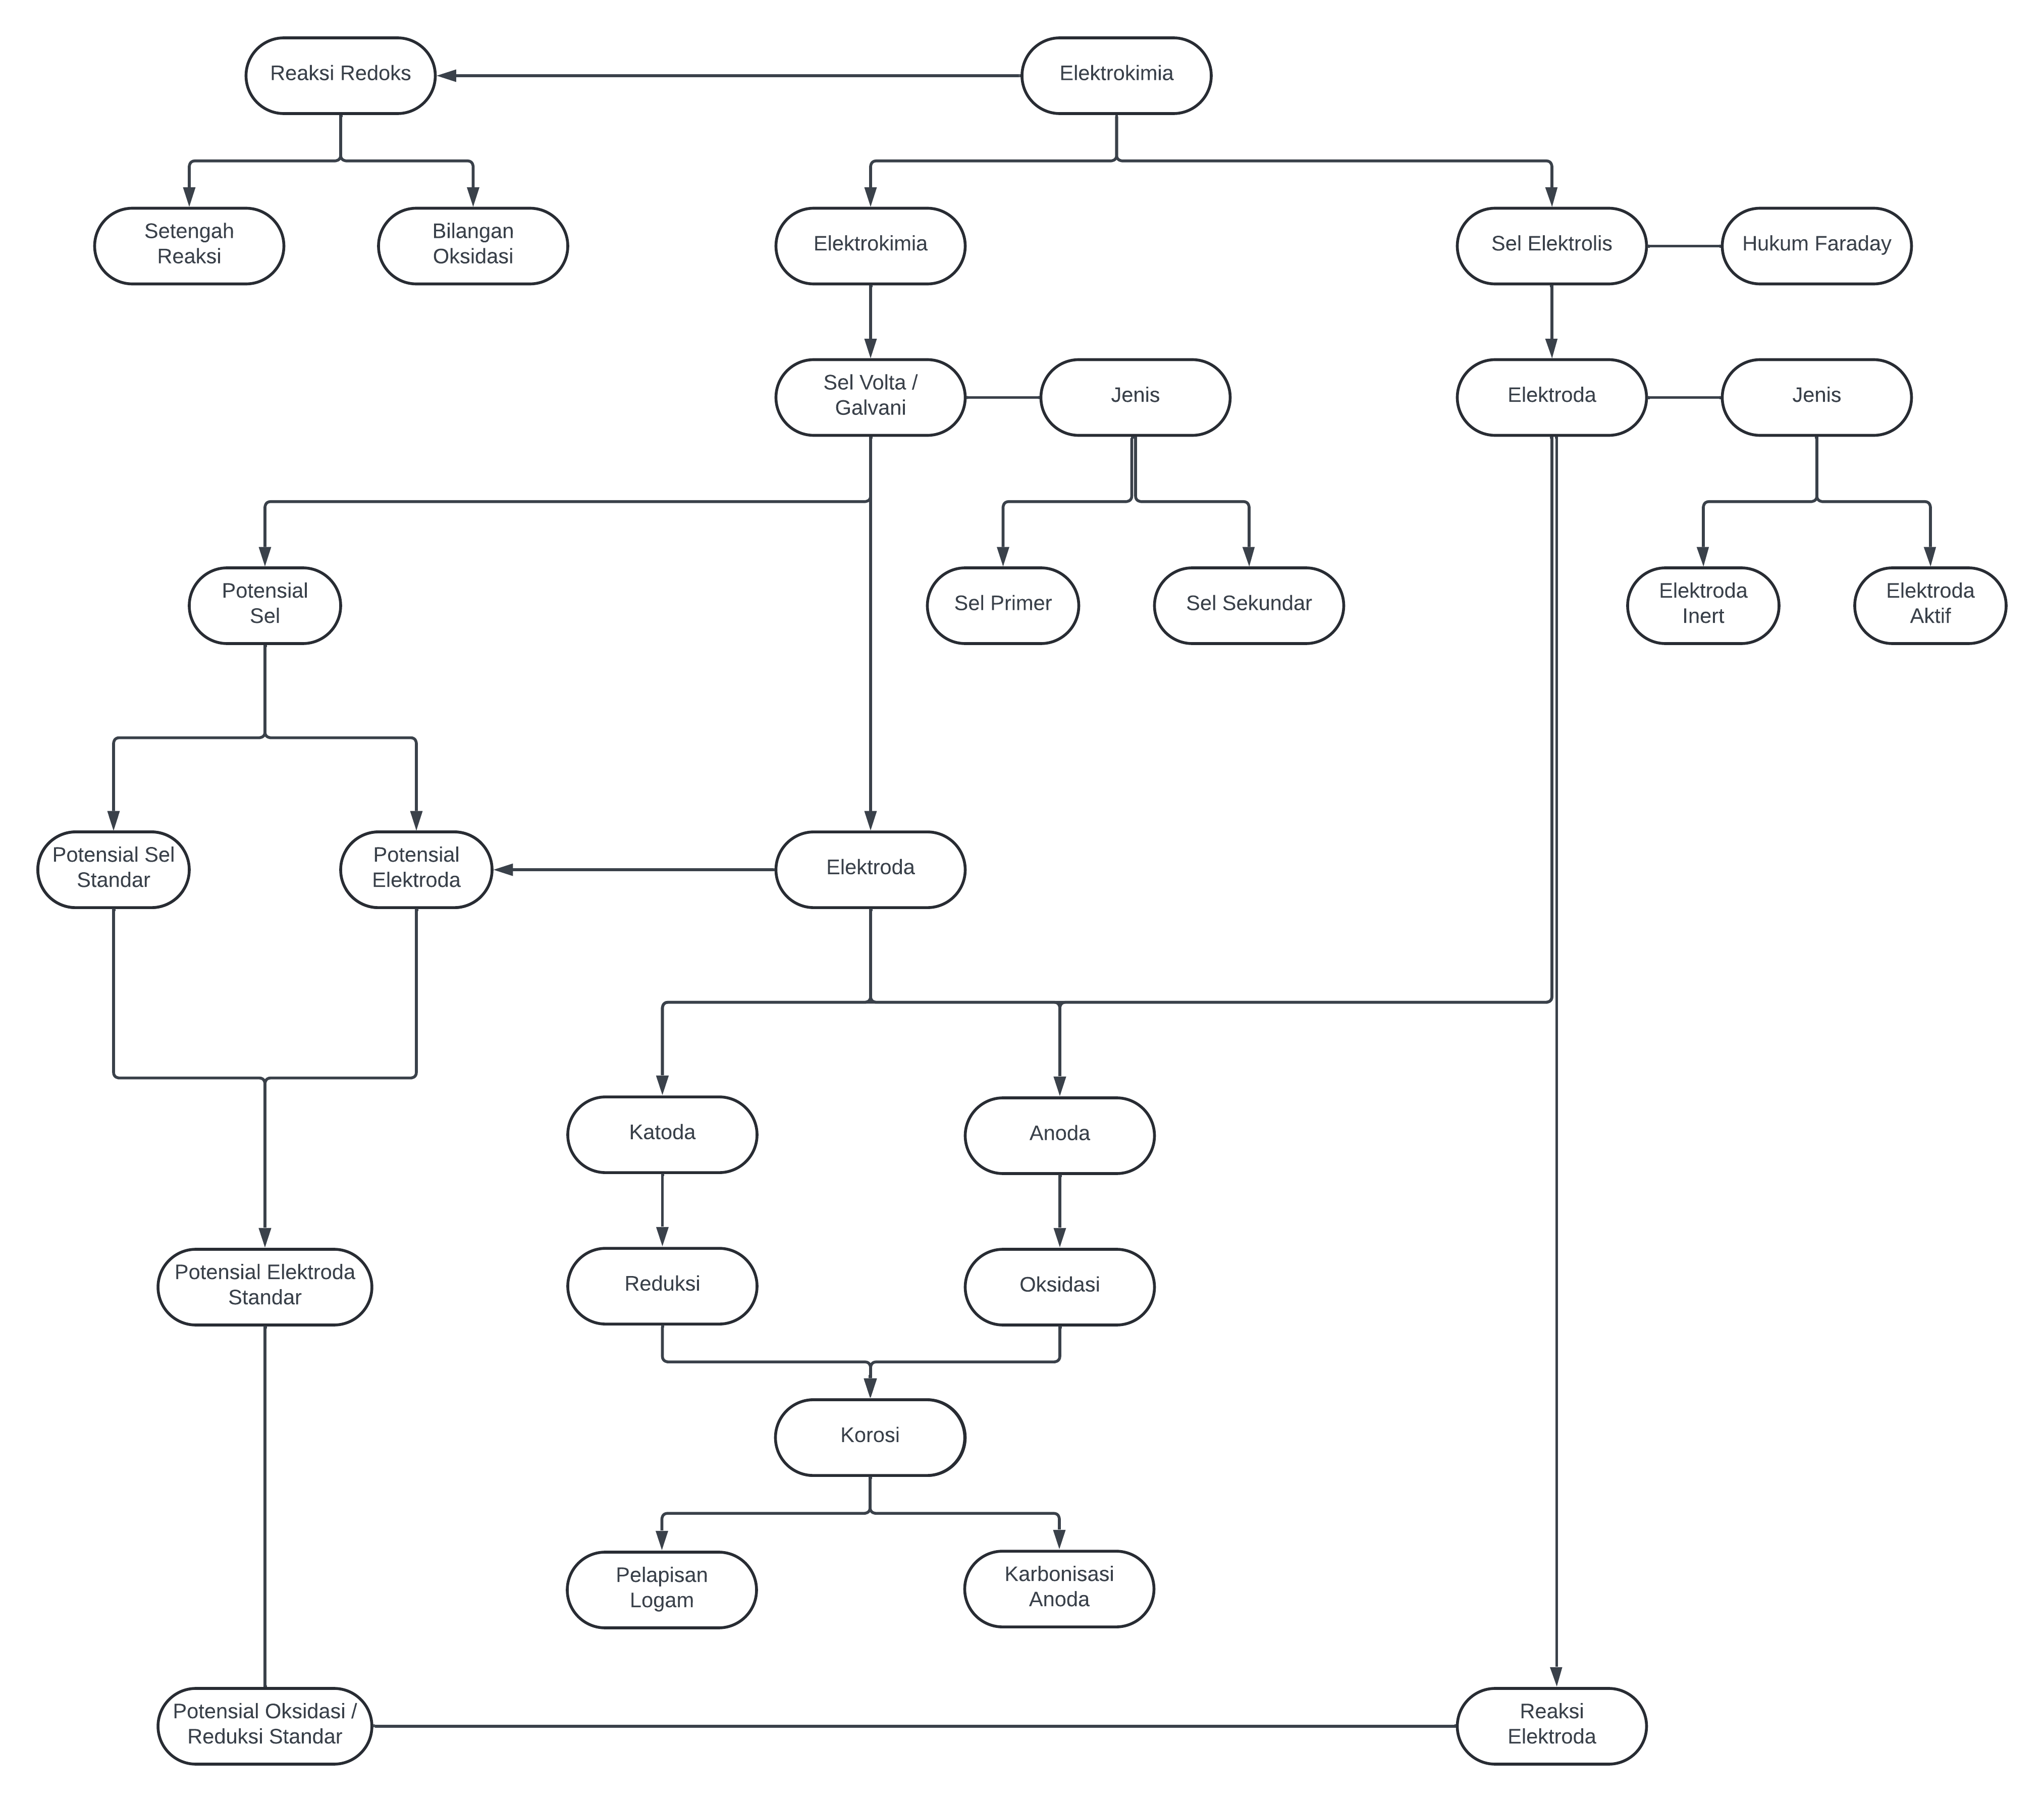 Reaksi Redoks
Elektrokimia
Setengah
Reaksi
Bilangan
Oksidasi
Elektrokimia
Sel Elektrolis
Hukum Faraday
Sel Volta /
Galvani
Jenis
Elektroda
Jenis
Potensial
Sel
Sel Primer
Sel Sekundar
Elektroda
Inert
Elektroda
Aktif
Potensial Sel
Standar
Potensial
Elektroda
Elektroda
Katoda
Anoda
Potensial Elektroda
Standar
Reduksi
Oksidasi
Korosi
Pelapisan
Logam
Karbonisasi
Anoda
Potensial Oksidasi /
Reduksi Standar
Reaksi
Elektroda